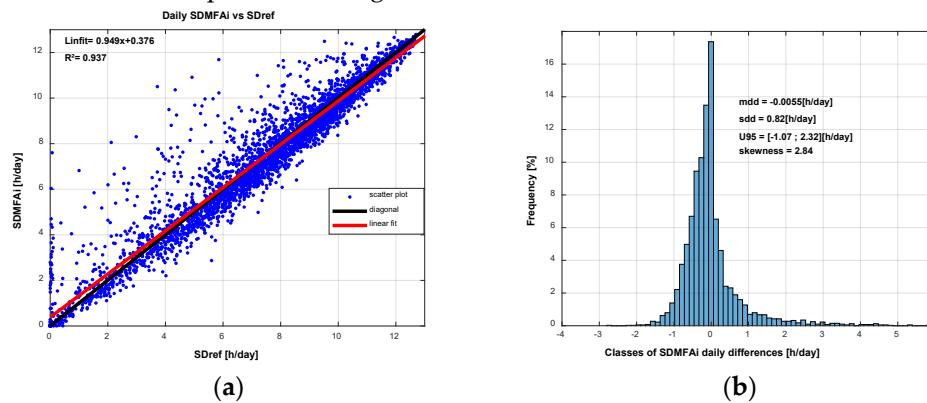 Daily SDMFAi vs SDref
Linfit= 0.949x+0.376
R²= 0.937
SDMFAi [h/day]
12
10
8
6
4
2
0
scatter plot
diagonal
linear fit
0 2 4 6 8 10 12
SDref [h/day]
(a)
Frequency [%]
16
14
12
10
8
6
4
2
0
mdd = -0.0055[h/day]
sdd = 0.82[h/day]
U95 = [-1.07 ; 2.32][h/day]
skewness = 2.84
-4 -3 -2 -1 0 1 2 3 4 5
Classes of SDMFAi daily differences [h/day]
(b)